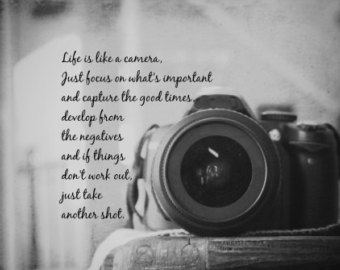 Life is like a camera,
Just focus on what's important
and capture the good times,
develop from
the negatives
and if things
don't work out,
just take
another shot.